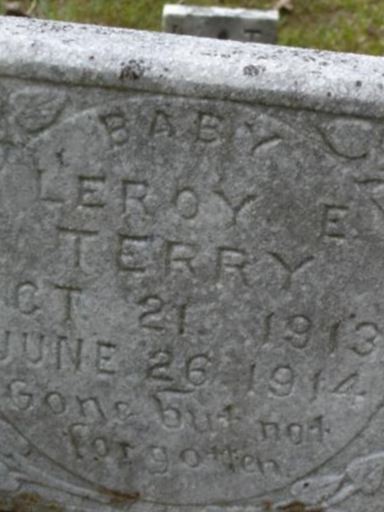 BABY
LEROY E.
TERRY
OCT 21 1913
JUNE 26 1914
Gone but not
forgotten.